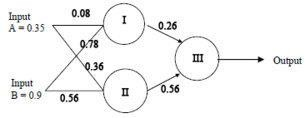 Input
A = 0.35
0.08
I
0.26
0.78
III
Output
0.36
Input
B = 0.9
0.56
II
0.56